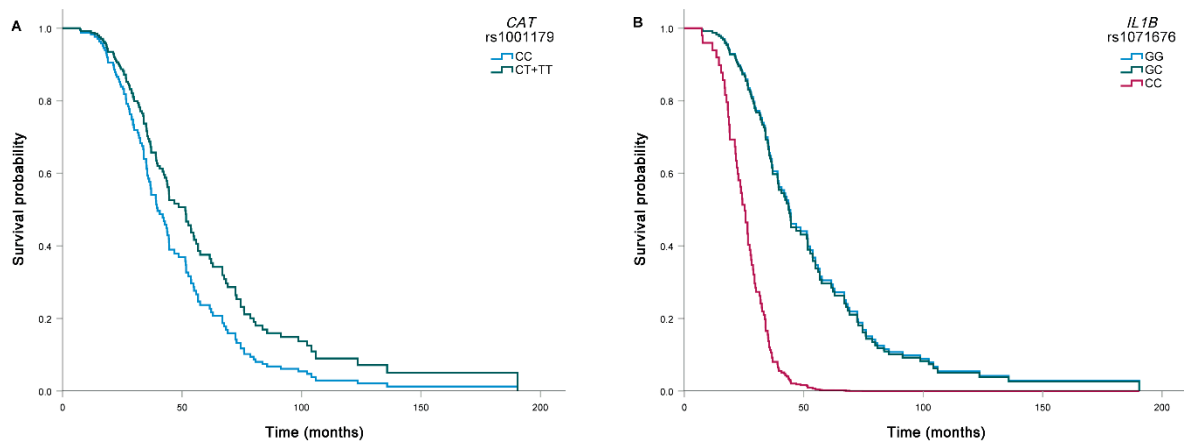 A
CAT
rs1001179
CC
CT+TT
Survival probability
1.0
0.8
0.6
0.4
0.2
0.0
0
50
100
150
200
Time (months)
B
IL1B
rs1071676
GG
GC
CC
Survival probability
1.0
0.8
0.6
0.4
0.2
0.0
0
50
100
150
200
Time (months)